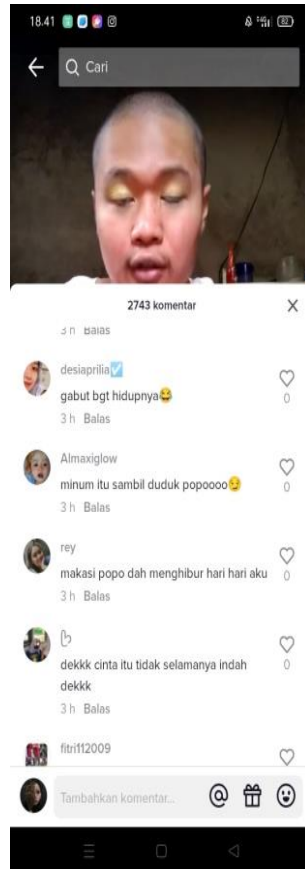 18.41
82
Cari
2743 komentar
3 h Balas
desiaprilia
gabut bgt hidupnya😂
0
3 h Balas
Almaxiglow
minum itu sambil duduk popoooo😏
0
3 h Balas
rey
makasi popo dah menghibur hari hari aku
0
3 h Balas
dekkk cinta itu tidak selamanya indah
dekkk
0
3 h Balas
fitri112009
Tambahkan komentar...